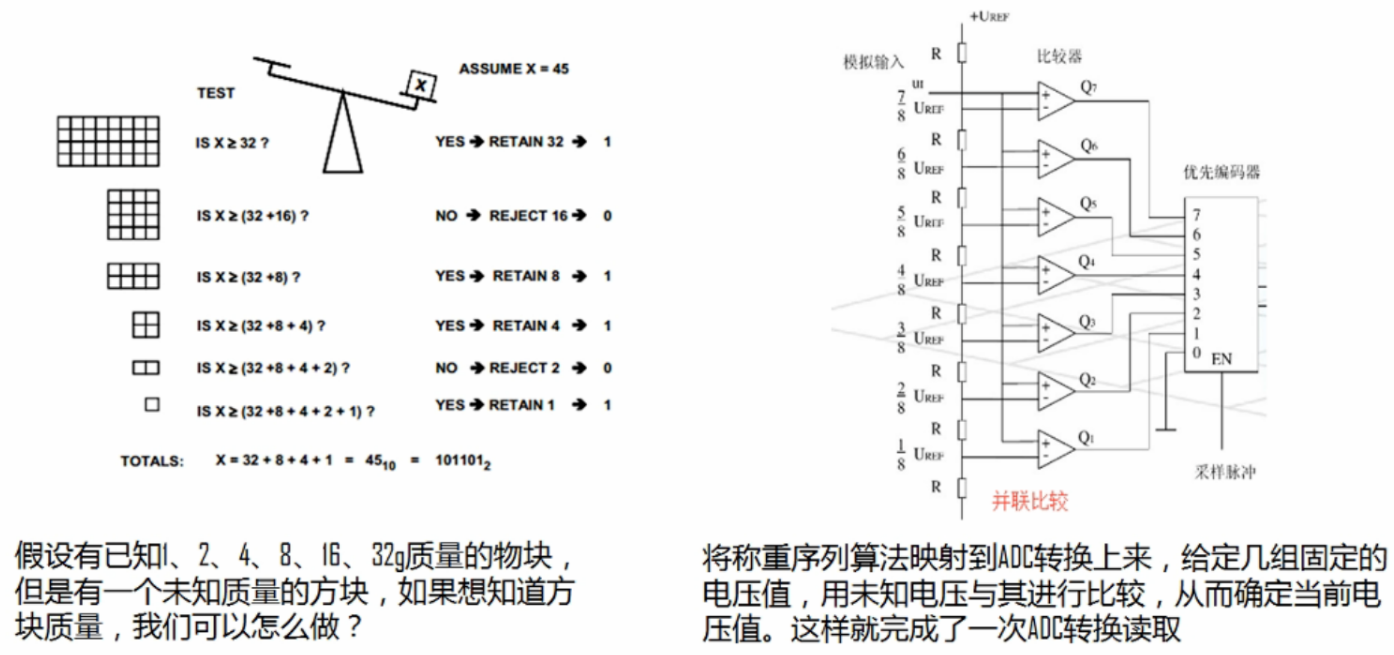 ASSUME X = 45
TEST
IS X ≥ 32 ? YES ➔ RETAIN 32 ➔ 1
IS X ≥ (32 +16) ? NO ➔ REJECT 16 ➔ 0
IS X ≥ (32 +8) ? YES ➔ RETAIN 8 ➔ 1
IS X ≥ (32 +8 + 4) ? YES ➔ RETAIN 4 ➔ 1
IS X ≥ (32 +8 + 4 + 2) ? NO ➔ REJECT 2 ➔ 0
IS X ≥ (32 +8 + 4 + 2 + 1) ? YES ➔ RETAIN 1 ➔ 1
TOTALS: X = 32 + 8 + 4 + 1 = 45₁₀ = 101101₂
X
假设有已知1、2、4、8、16、32g质量的物块，
但是有一个未知质量的方块，如果想知道方
块质量，我们可以怎么做？
+UREF
R
模拟输入
比较器
uI
7/8 UREF
+
-
Q7
R
6/8 UREF
+
-
Q6
R
5/8 UREF
+
-
Q5
R
4/8 UREF
+
-
Q4
R
3/8 UREF
+
-
Q3
R
2/8 UREF
+
-
Q2
R
1/8 UREF
+
-
Q1
R
优先编码器
7
6
5
4
3
2
1
0
EN
采样脉冲
并联比较
将称重序列算法映射到ADC转换上来，给定几组固定的
电压值，用未知电压与其进行比较，从而确定当前电
压值。这样就完成了一次ADC转换读取